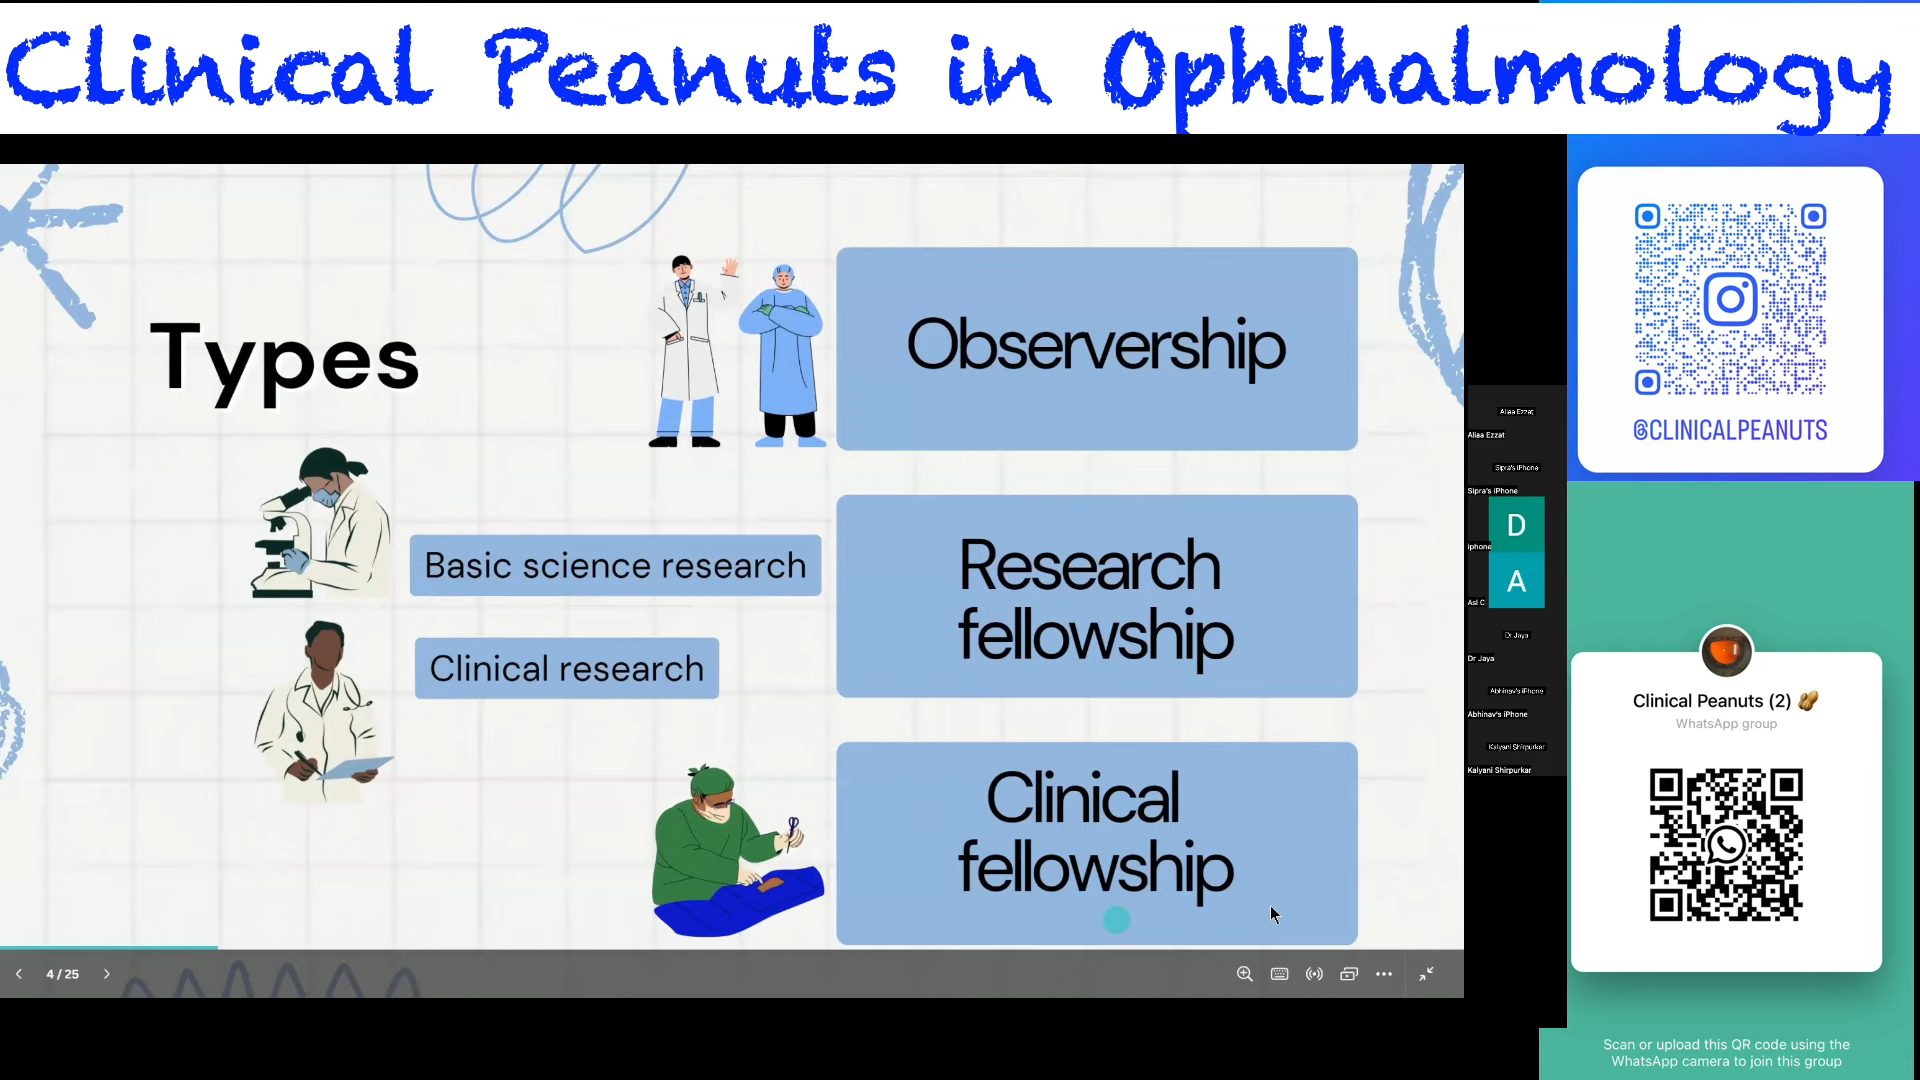 Clinical Peanuts in Ophthalmology
Types
Observership
Basic science research
Research
fellowship
Clinical research
Clinical
fellowship
4 / 25
Aliaa Ezzat
Aliaa Ezzat
Sipra's iPhone
Sipra's iPhone
D
iphone
A
Asl C
Dr Jaya
Dr Jaya
Abhinav's iPhone
Abhinav's iPhone
Kalyani Shirpurkar
Kalyani Shirpurkar
@CLINICALPEANUTS
Clinical Peanuts (2) 🥜
WhatsApp group
Scan or upload this QR code using the
WhatsApp camera to join this group